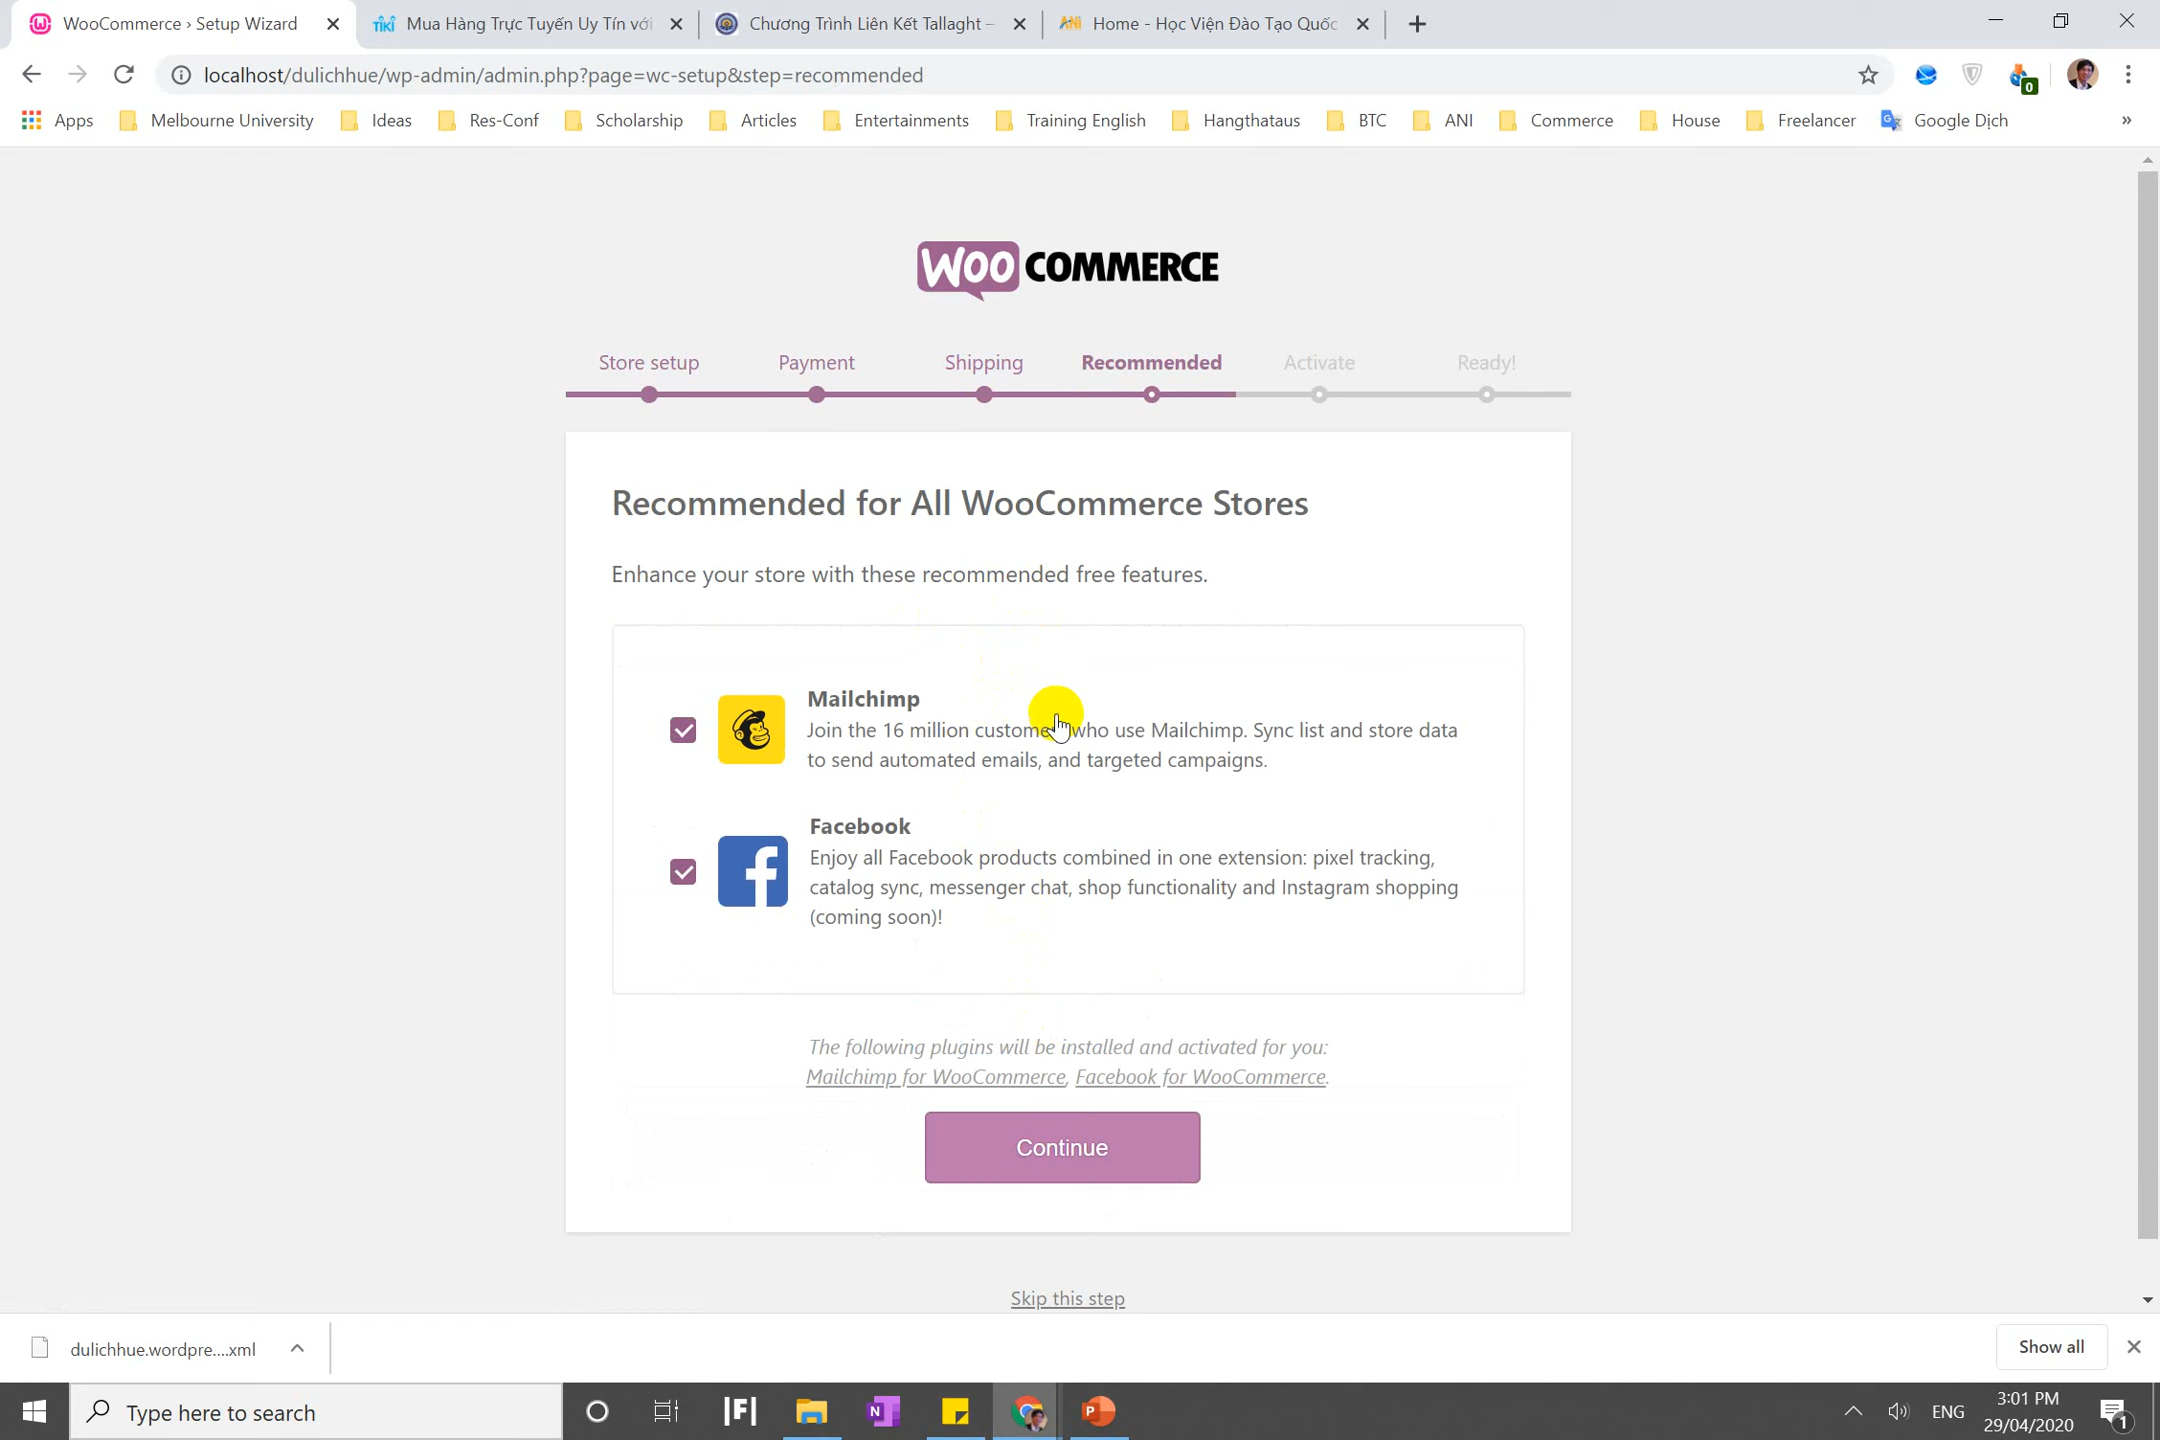 WooCommerce › Setup Wizard
Mua Hàng Trực Tuyến Uy Tín với
Chương Trình Liên Kết Tallaght –
Home - Học Viện Đào Tạo Quốc
localhost/dulichhue/wp-admin/admin.php?page=wc-setup&step=recommended
0
Apps
Melbourne University
Ideas
Res-Conf
Scholarship
Articles
Entertainments
Training English
Hangthataus
BTC
ANI
Commerce
House
Freelancer
Google Dịch
»
WOO COMMERCE
Store setup
Payment
Shipping
Recommended
Activate
Ready!
Recommended for All WooCommerce Stores
Enhance your store with these recommended free features.
Mailchimp
Join the 16 million customers who use Mailchimp. Sync list and store data
to send automated emails, and targeted campaigns.
Facebook
Enjoy all Facebook products combined in one extension: pixel tracking,
catalog sync, messenger chat, shop functionality and Instagram shopping
(coming soon)!
The following plugins will be installed and activated for you:
Mailchimp for WooCommerce, Facebook for WooCommerce.
Continue
Skip this step
dulichhue.wordpre....xml
Show all
Type here to search
ENG
3:01 PM
29/04/2020
1